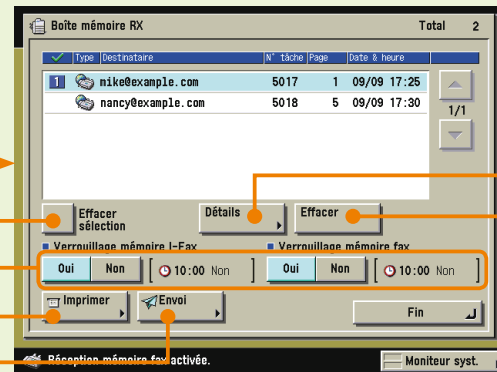 Boîte mémoire RX Total 2
Type Destinataire N° tâche Page Date & heure
1 mike@example.com 5017 1 09/09 17:25
nancy@example.com 5018 5 09/09 17:30
1/1
Effacer sélection Détails Effacer
Verrouillage mémoire I-Fax Verrouillage mémoire fax
Oui Non [ 10:00 Non ] Oui Non [ 10:00 Non ]
Imprimer Envoi Fin
Réception mémoire fax activée. Moniteur syst.